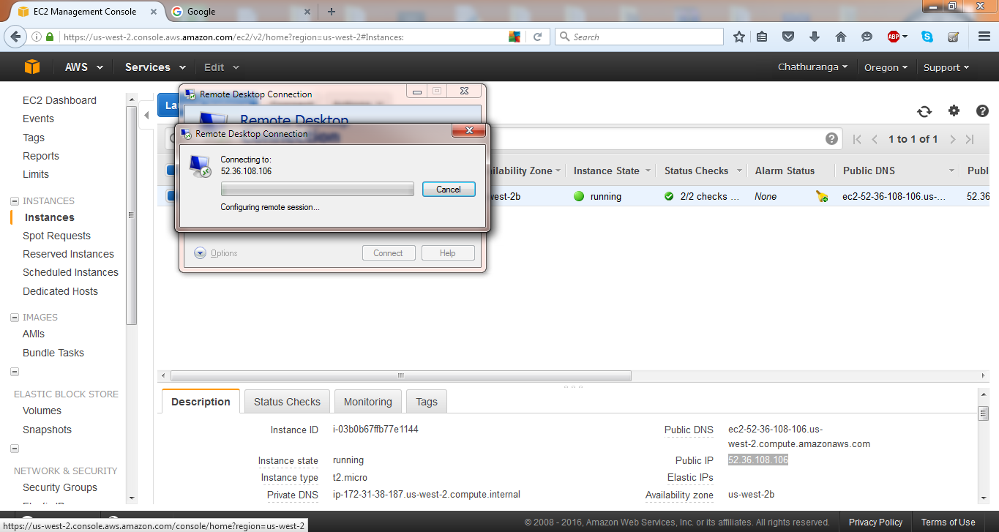 EC2 Management Console
Google
https://us-west-2.console.aws.amazon.com/ec2/v2/home?region=us-west-2#Instances:
Search
ABP
AWS
Services
Edit
Chathuranga
Oregon
Support
EC2 Dashboard
Events
Tags
Reports
Limits
INSTANCES
Instances
Spot Requests
Reserved Instances
Scheduled Instances
Dedicated Hosts
IMAGES
AMIs
Bundle Tasks
ELASTIC BLOCK STORE
Volumes
Snapshots
NETWORK & SECURITY
Security Groups
La
Remote Desktop Connection
Remote Desktop
Remote Desktop Connection
Connecting to:
52.36.108.106
Cancel
Configuring remote session...
Options
Connect
Help
1 to 1 of 1
ilability Zone
Instance State
Status Checks
Alarm Status
Public DNS
Publ
west-2b
running
2/2 checks ...
None
ec2-52-36-108-106.us-...
52.36
Description
Status Checks
Monitoring
Tags
Instance ID
i-03b0b67ffb77e1144
Public DNS
ec2-52-36-108-106.us-
west-2.compute.amazonaws.com
Instance state
running
Public IP
52.36.108.106
Instance type
t2.micro
Elastic IPs
Private DNS
ip-172-31-38-187.us-west-2.compute.internal
Availability zone
us-west-2b
https://us-west-2.console.aws.amazon.com/console/home?region=us-west-2
© 2008 - 2016, Amazon Web Services, Inc. or its affiliates. All rights reserved.
Privacy Policy
Terms of Use